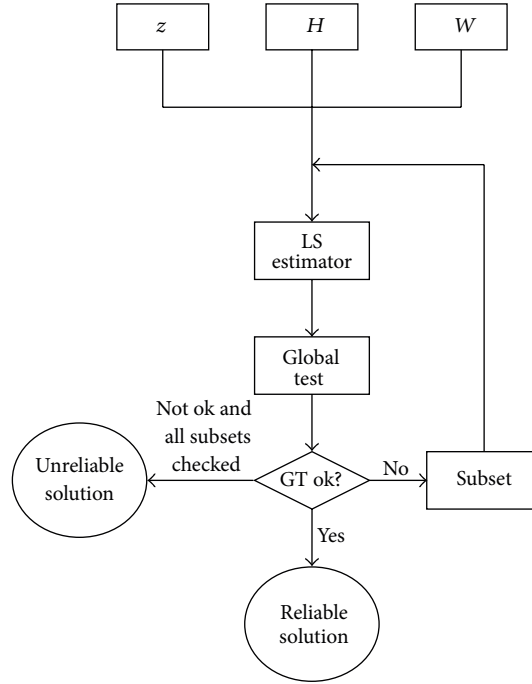 z
H
W
LS
estimator
Global
test
Not ok and
all subsets
checked
Unreliable
solution
GT ok?
No
Subset
Yes
Reliable
solution